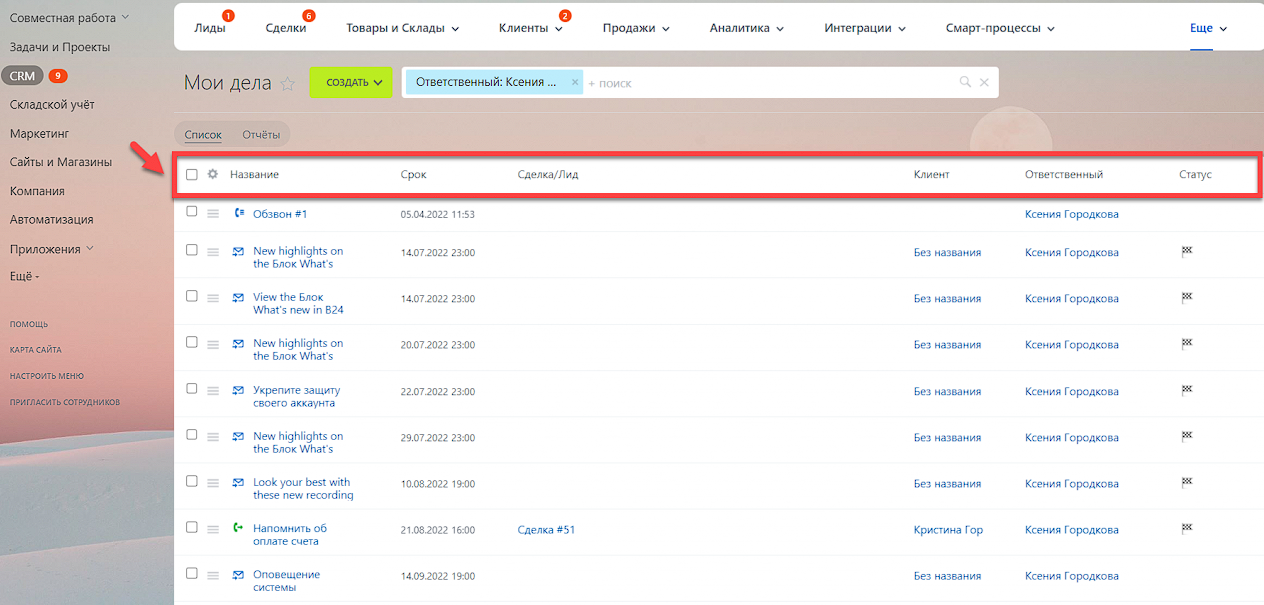 Совместная работа
Задачи и Проекты
CRM 9
Складской учёт
Маркетинг
Сайты и Магазины
Компания
Автоматизация
Приложения
Ещё -
ПОМОЩЬ
КАРТА САЙТА
НАСТРОИТЬ МЕНЮ
ПРИГЛАСИТЬ СОТРУДНИКОВ
Лиды 1 Сделки 6 Товары и Склады Клиенты 2 Продажи Аналитика Интеграции Смарт-процессы Еще
Мои дела СОЗДАТЬ Ответственный: Ксения ... × + поиск
Список Отчёты
Название Срок Сделка/Лид Клиент Ответственный Статус
Обзвон #1 05.04.2022 11:53 Ксения Городкова
New highlights on 14.07.2022 23:00 Без названия Ксения Городкова
the Блок What's
View the Блок 14.07.2022 23:00 Без названия Ксения Городкова
What's new in B24
New highlights on 20.07.2022 23:00 Без названия Ксения Городкова
the Блок What's
Укрепите защиту 22.07.2022 23:00 Без названия Ксения Городкова
своего аккаунта
New highlights on 29.07.2022 23:00 Без названия Ксения Городкова
the Блок What's
Look your best with 10.08.2022 19:00 Без названия Ксения Городкова
these new recording
Напомнить об 21.08.2022 16:00 Сделка #51 Кристина Гор Ксения Городкова
оплате счета
Оповещение 14.09.2022 19:00 Без названия Ксения Городкова
системы